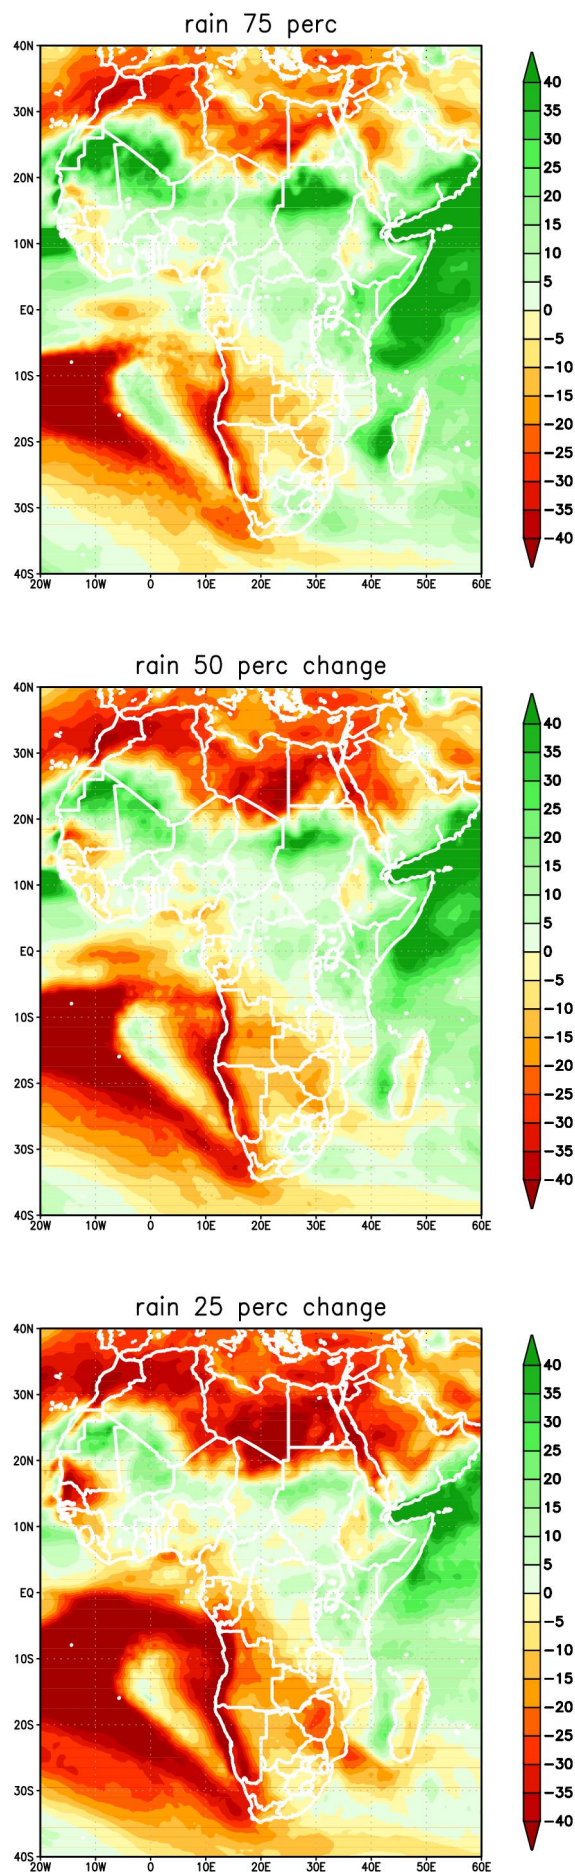 rain 75 perc
40N
30N
20N
10N
EQ
10S
20S
30S
40S
20W 10W 0 10E 20E 30E 40E 50E 60E
40
35
30
25
20
15
10
5
0
−5
−10
−15
−20
−25
−30
−35
−40
rain 50 perc change
40N
30N
20N
10N
EQ
10S
20S
30S
40S
20W 10W 0 10E 20E 30E 40E 50E 60E
40
35
30
25
20
15
10
5
0
−5
−10
−15
−20
−25
−30
−35
−40
rain 25 perc change
40N
30N
20N
10N
EQ
10S
20S
30S
40S
20W 10W 0 10E 20E 30E 40E 50E 60E
40
35
30
25
20
15
10
5
0
−5
−10
−15
−20
−25
−30
−35
−40